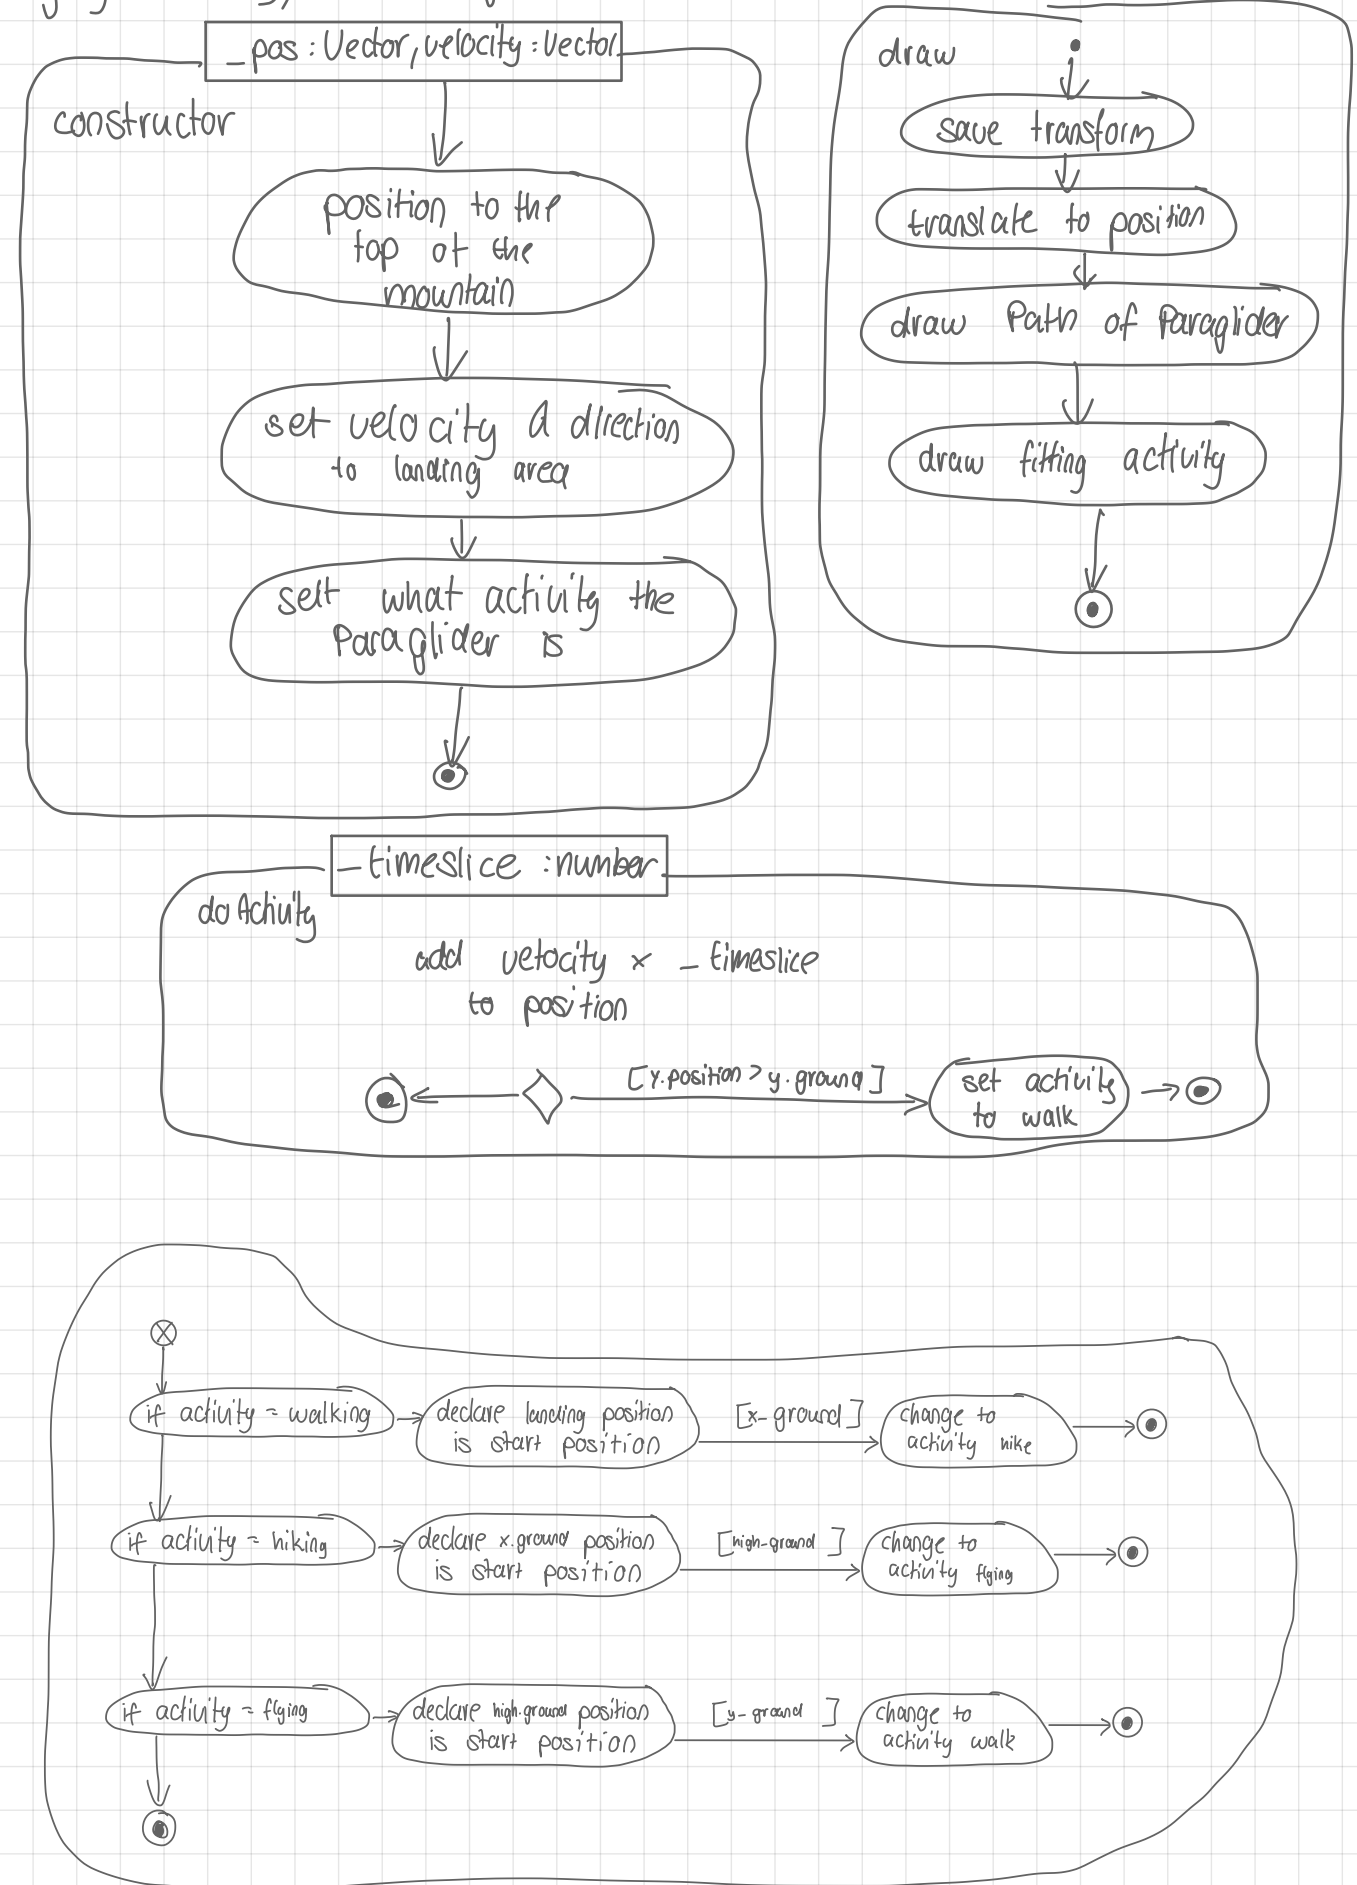 _pos : Vector, velocity : Vector
constructor
position to the
top of the
mountain
set velocity & direction
to landing area
sett what activity the
Paraglider is
draw
save transform
translate to position
draw Path of Paraglider
draw fitting activity
_timeslice : number
do Activity
add velocity x _timeslice
to position
[y.position > y.ground]
set activity
to walk
if activity = walking
declare landing position
is start position
[x_ground]
change to
activity hike
if activity = hiking
declare x.ground position
is start position
[high-ground]
change to
activity flying
if activity = flying
declare high.ground position
is start position
[y_ground]
change to
activity walk